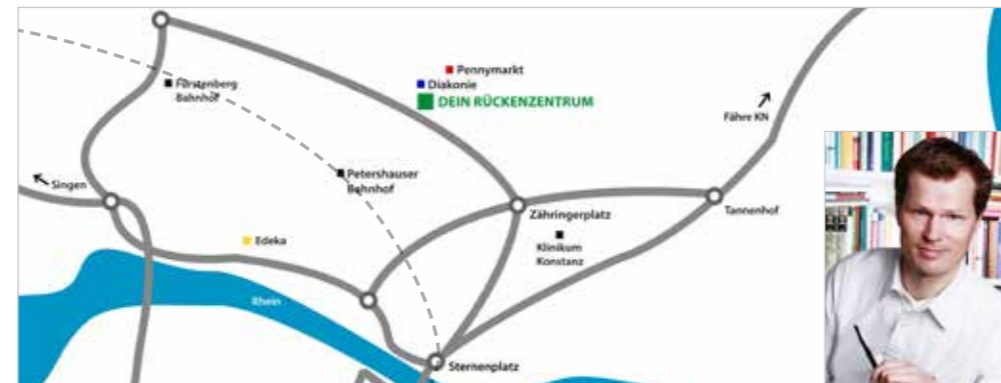 Pennymarkt
Diakonie
DEIN RÜCKENZENTRUM
Fürstenberg
Bahnhof
Fähre KN
Petershauser
Bahnhof
Singen
Tannenhof
Zähringerplatz
Edeka
Klinikum
Konstanz
Rhein
Sternenplatz